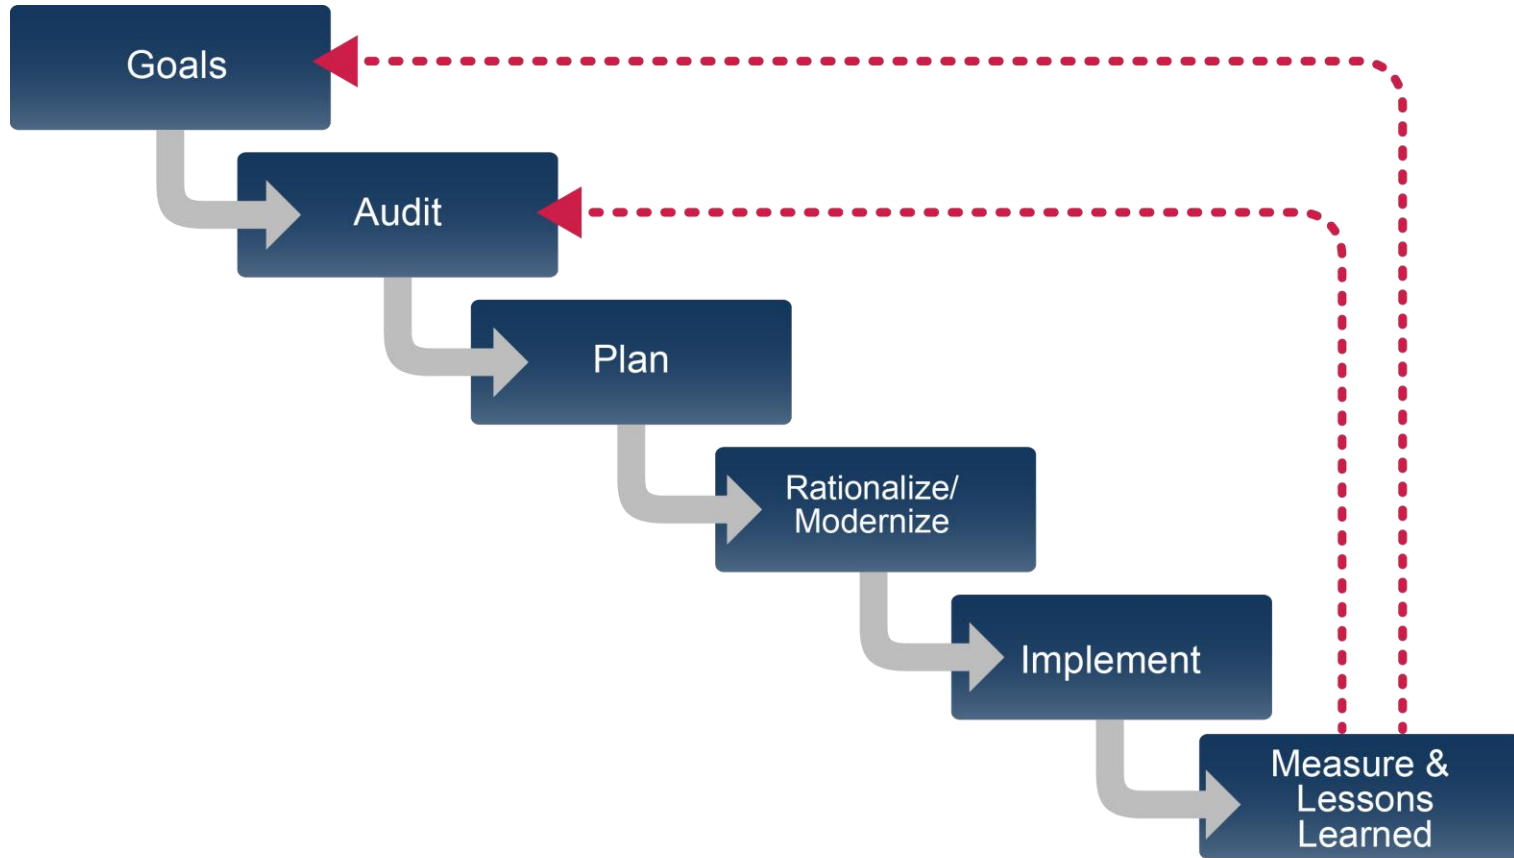 Goals
Audit
Plan
Rationalize/
Modernize
Implement
Measure &
Lessons
Learned